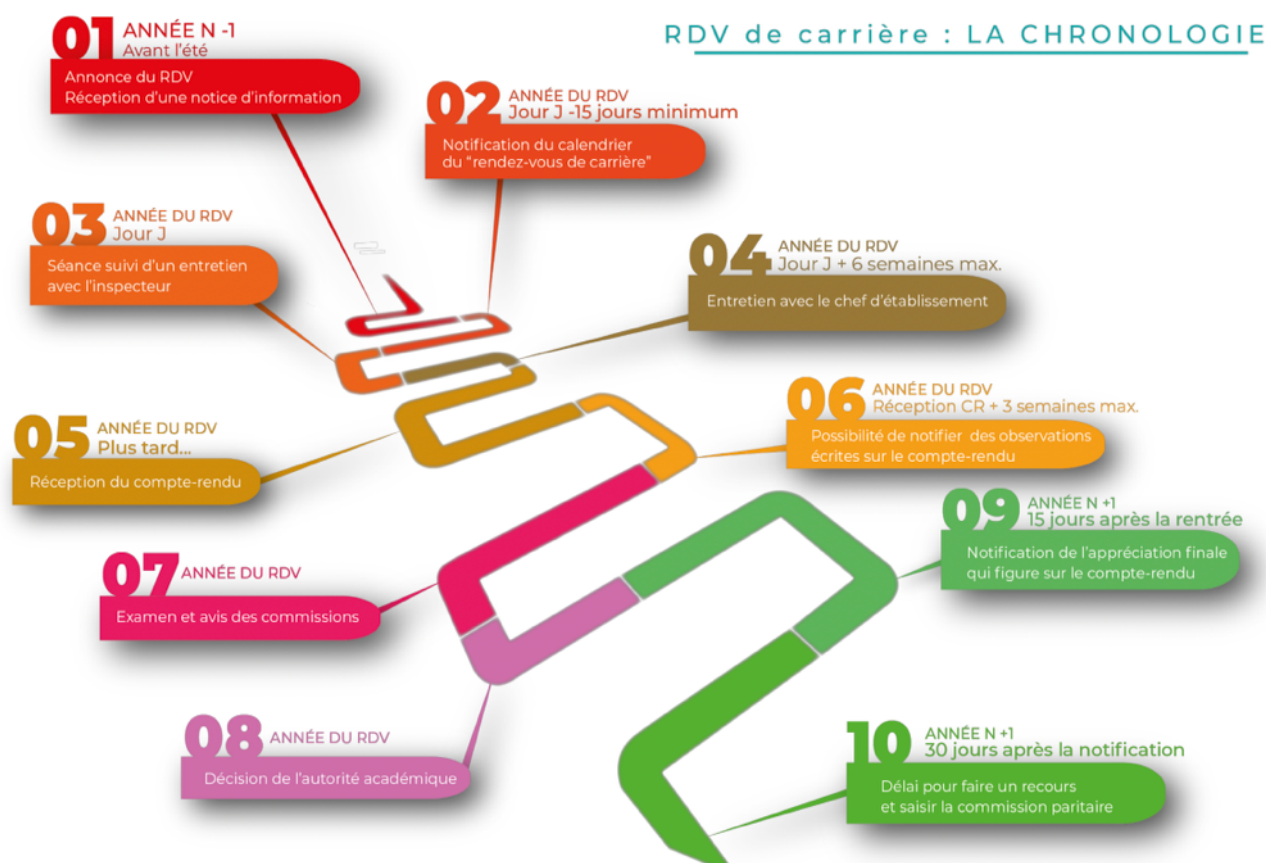 RDV de carrière : LA CHRONOLOGIE
01 ANNÉE N -1
Avant l'été
Annonce du RDV
Réception d'une notice d'information
02 ANNÉE DU RDV
Jour J -15 jours minimum
Notification du calendrier
du "rendez-vous de carrière"
03 ANNÉE DU RDV
Jour J
Séance suivi d'un entretien
avec l'inspecteur
04 ANNÉE DU RDV
Jour J + 6 semaines max.
Entretien avec le chef d'établissement
05 ANNÉE DU RDV
Plus tard...
Réception du compte-rendu
06 ANNÉE DU RDV
Réception CR + 3 semaines max.
Possibilité de notifier des observations
écrites sur le compte-rendu
07 ANNÉE DU RDV
Examen et avis des commissions
08 ANNÉE DU RDV
Décision de l'autorité académique
09 ANNÉE N +1
15 jours après la rentrée
Notification de l'appréciation finale
qui figure sur le compte-rendu
10 ANNÉE N +1
30 jours après la notification
Délai pour faire un recours
et saisir la commission paritaire